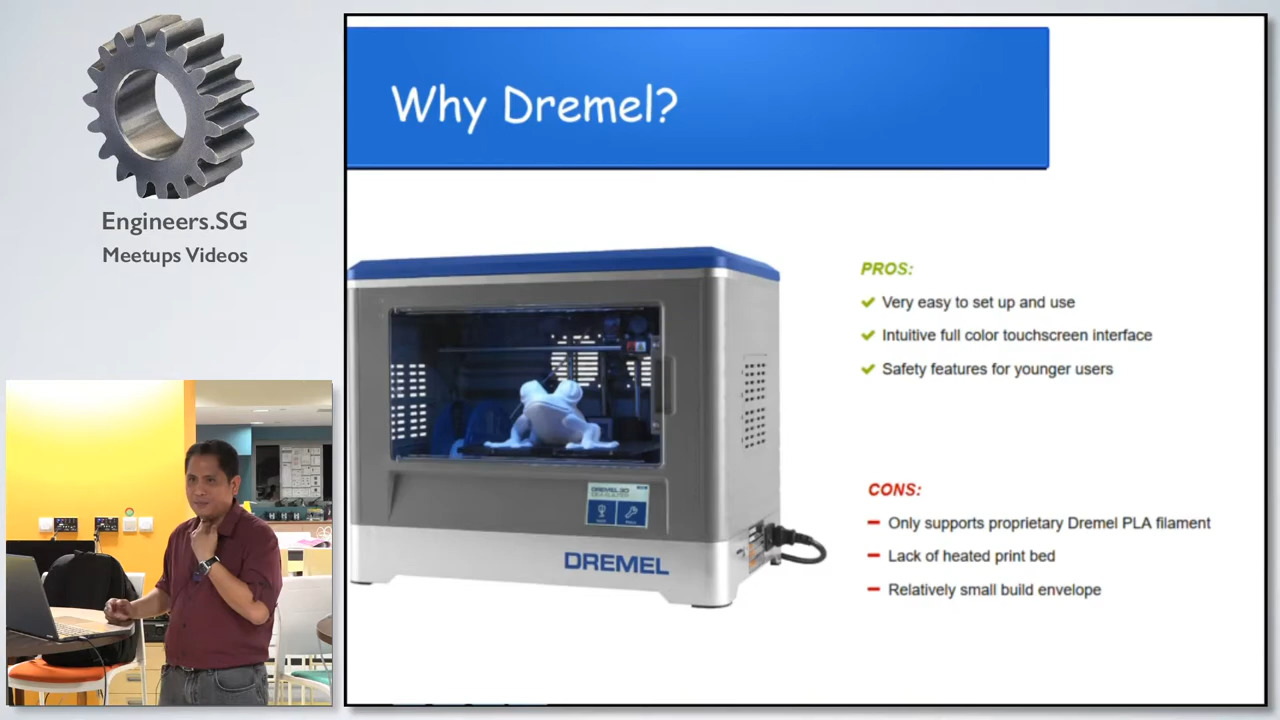 Engineers.SG
Meetups Videos
Why Dremel?
PROS:
Very easy to set up and use
Intuitive full color touchscreen interface
Safety features for younger users
CONS:
Only supports proprietary Dremel PLA filament
Lack of heated print bed
Relatively small build envelope
DREMEL